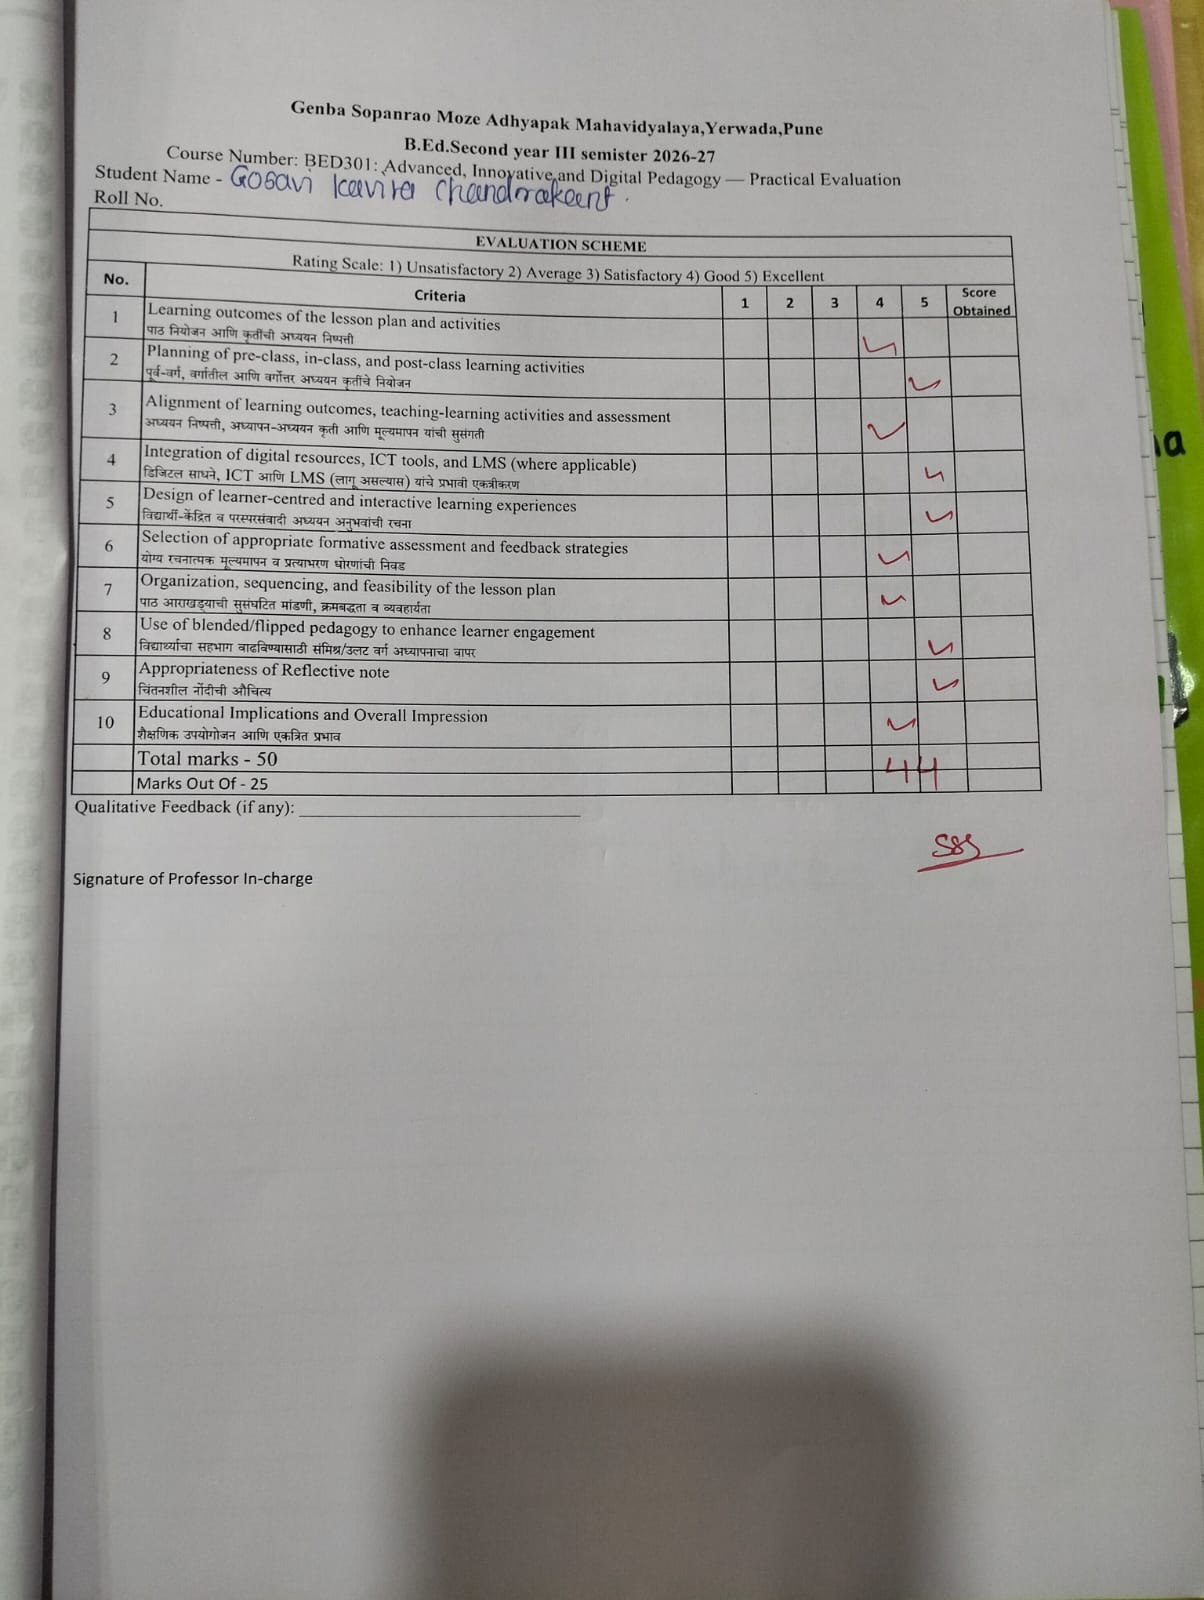 Genba Sopanrao Moze Adhyapak Mahavidyalaya,Yerwada,Pune
B.Ed.Second year III semister 2026-27
Course Number: BED301: Advanced, Innovative and Digital Pedagogy — Practical Evaluation
Student Name - Gosavi Kavita Chandrakant.
Roll No.
EVALUATION SCHEME
Rating Scale: 1) Unsatisfactory 2) Average 3) Satisfactory 4) Good 5) Excellent
No. Criteria 1 2 3 4 5 Score Obtained
1 Learning outcomes of the lesson plan and activities
पाठ नियोजन आणि कृतींची अध्ययन निष्पत्ती
2 Planning of pre-class, in-class, and post-class learning activities
पूर्व-वर्ग, वर्गातील आणि वर्गोत्तर अध्ययन कृतींचे नियोजन
3 Alignment of learning outcomes, teaching-learning activities and assessment
अध्ययन निष्पत्ती, अध्यापन-अध्ययन कृती आणि मूल्यमापन यांची सुसंगती
4 Integration of digital resources, ICT tools, and LMS (where applicable)
डिजिटल साधने, ICT आणि LMS (लागू असल्यास) यांचे प्रभावी एकत्रीकरण
5 Design of learner-centred and interactive learning experiences
विद्यार्थी-केंद्रित व परस्परसंवादी अध्ययन अनुभवांची रचना
6 Selection of appropriate formative assessment and feedback strategies
योग्य रचनात्मक मूल्यमापन व प्रत्याभरण धोरणांची निवड
7 Organization, sequencing, and feasibility of the lesson plan
पाठ आराखड्याची सुसंघटित मांडणी, क्रमबद्धता व व्यवहार्यता
8 Use of blended/flipped pedagogy to enhance learner engagement
विद्यार्थ्याचा सहभाग वाढविण्यासाठी संमिश्र/उलट वर्ग अध्यापनाचा वापर
9 Appropriateness of Reflective note
चिंतनशील नोंदीची औचित्य
10 Educational Implications and Overall Impression
शैक्षणिक उपयोगोजन आणि एकत्रित प्रभाव
Total marks - 50
44
Marks Out Of - 25
Qualitative Feedback (if any):
Signature of Professor In-charge